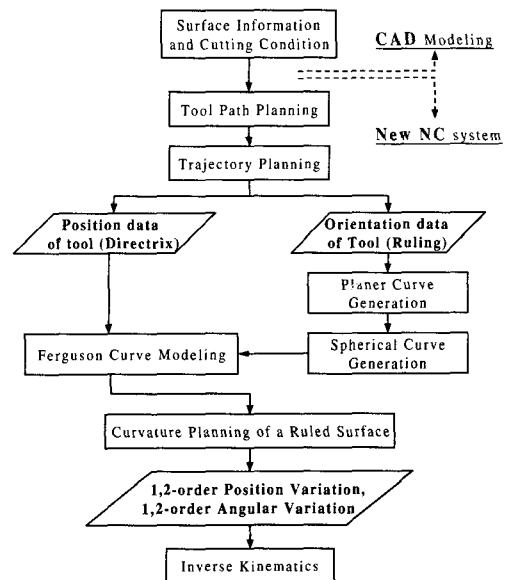 Surface Information
and Cutting Condition
CAD Modeling
Tool Path Planning
New NC system
Trajectory Planning
Position data
of tool (Directrix)
Orientation data
of Tool (Ruling)
Planer Curve
Generation
Ferguson Curve Modeling
Spherical Curve
Generation
Curvature Planning of a Ruled Surface
1,2-order Position Variation,
1,2-order Angular Variation
Inverse Kinematics